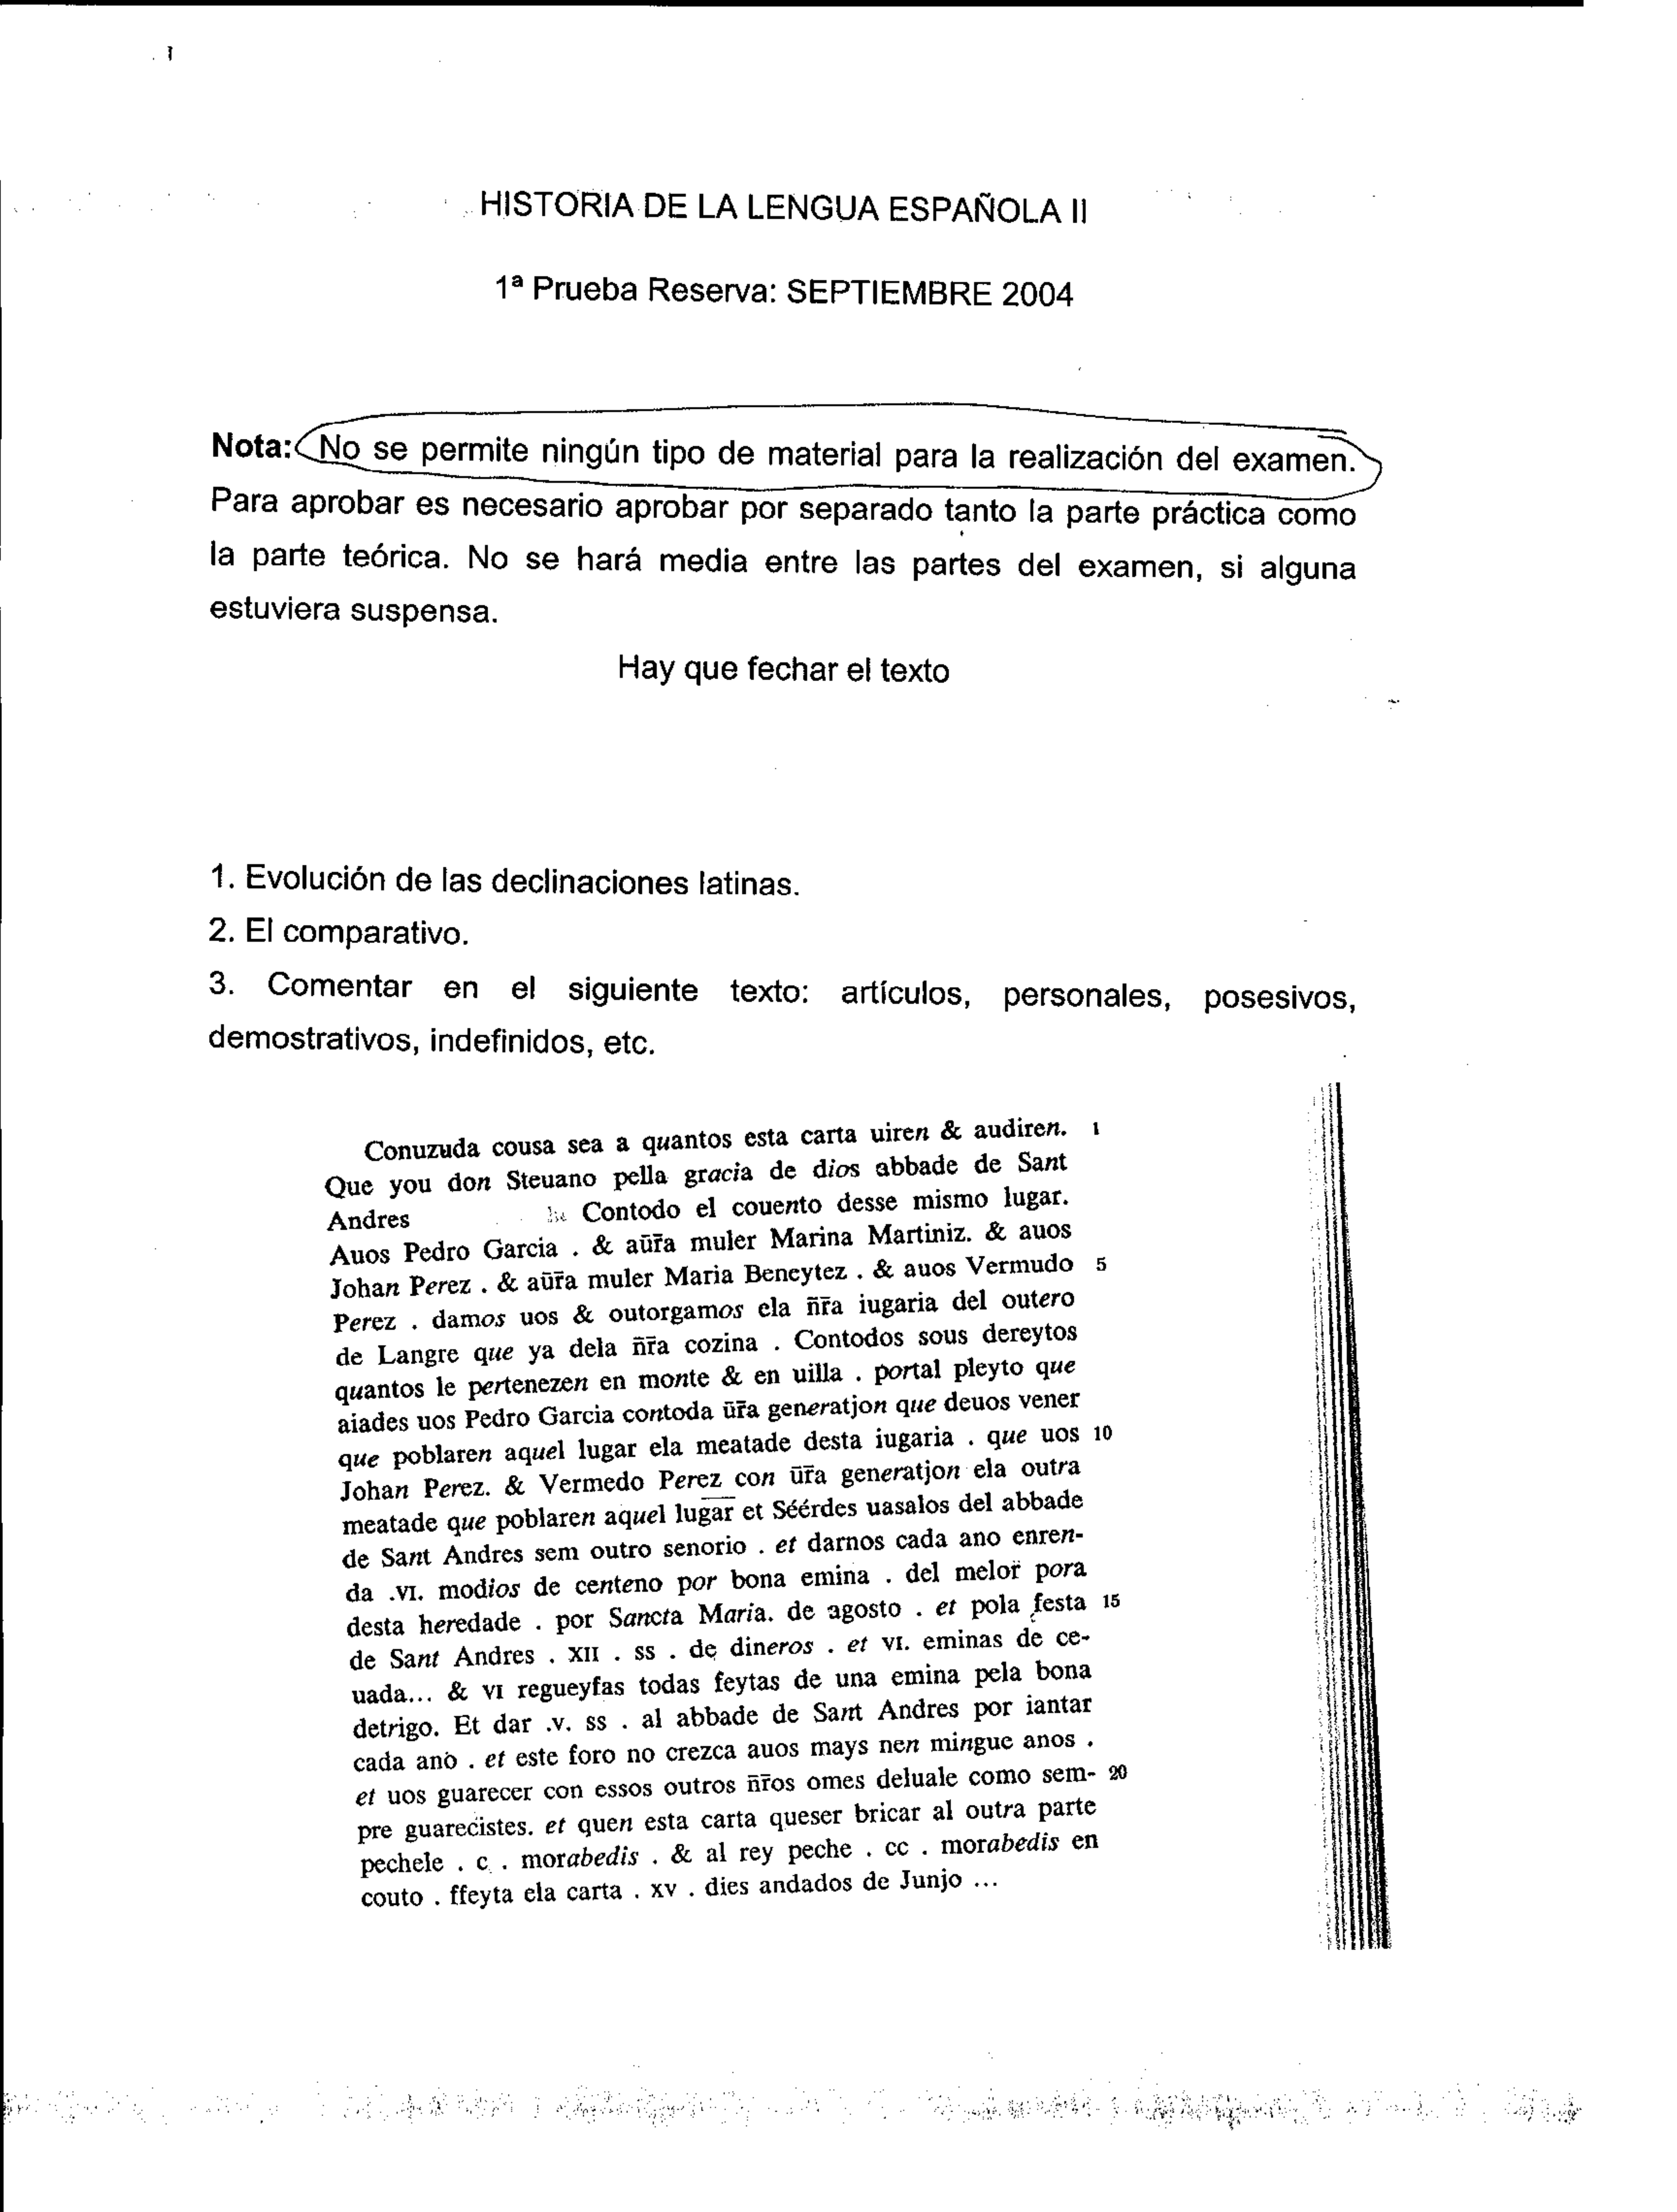 HISTORIA DE LA LENGUA ESPAÑOLA II
1ª Prueba Reserva: SEPTIEMBRE 2004
Nota: No se permite ningún tipo de material para la realización del examen.
Para aprobar es necesario aprobar por separado tanto la parte práctica como
la parte teórica. No se hará media entre las partes del examen, si alguna
estuviera suspensa.
Hay que fechar el texto
1. Evolución de las declinaciones latinas.
2. El comparativo.
3. Comentar en el siguiente texto: artículos, personales, posesivos,
demostrativos, indefinidos, etc.
Conuzuda cousa sea a quantos esta carta uiren & audiren. 1
Que you don Steuano pella gracia de dios abbade de Sant
Andres Contodo el couento desse mismo lugar.
Auos Pedro Garcia . & aũr̃a muler Marina Martiniz. & auos
Johan Perez . & aũr̃a muler Maria Beneytez . & auos Vermudo 5
Perez . damos uos & outorgamos ela ñr̃a iugaria del outero
de Langre que ya dela ñr̃a cozina . Contodos sous dereytos
quantos le pertenezen en monte & en uilla . portal pleyto que
aiades uos Pedro Garcia contoda ũr̃a generatjon que deuos vener
que poblaren aquel lugar ela meatade desta iugaria . que uos 10
Johan Perez. & Vermedo Perez con ũr̃a generatjon ela outra
meatade que poblaren aquel lugar et Séérdes uasalos del abbade
de Sant Andres sem outro senorio . et darnos cada ano enren-
da .VI. modios de centeno por bona emina . del melor pora
desta heredade . por Sancta Maria. de agosto . et pola festa 15
de Sant Andres . XII . ss . de dineros . et VI. eminas de ce-
uada... & VI regueyfas todas feytas de una emina pela bona
detrigo. Et dar .V. ss . al abbade de Sant Andres por iantar
cada ano . et este foro no crezca auos mays nen mingue anos .
et uos guarecer con essos outros ñr̃os omes deluale como sem- 20
pre guarecistes. et quen esta carta queser bricar al outra parte
pechele . c . morabedis . & al rey peche . cc . morabedis en
couto . ffeyta ela carta . xv . dies andados de Junjo ...